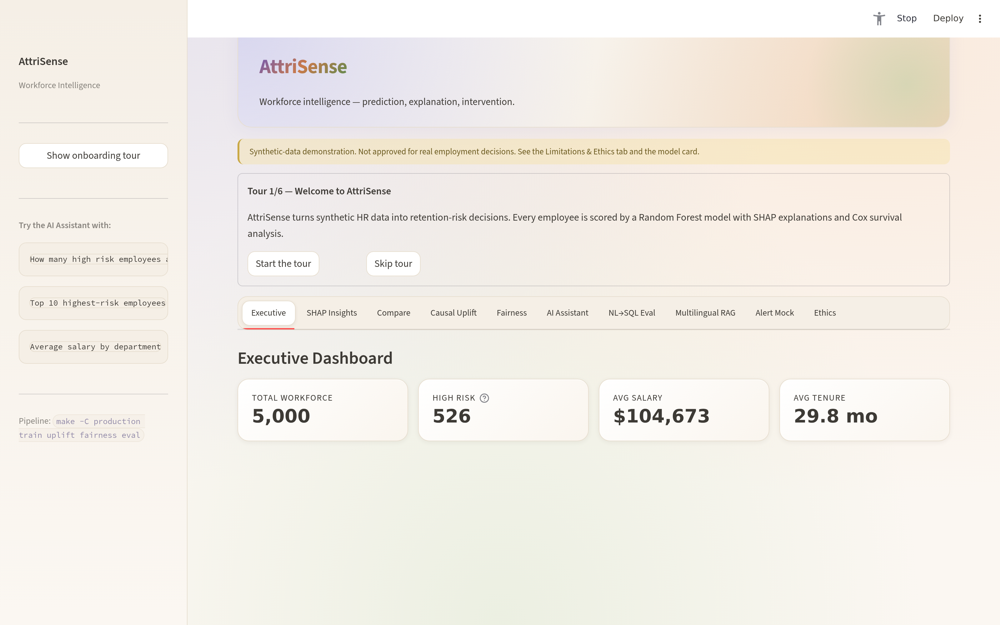 Stop
Deploy
AttriSense
Workforce Intelligence
Show onboarding tour
Try the AI Assistant with:
How many high risk employees
Top 10 highest-risk employees
Average salary by department
Pipeline: make -C production
train uplift fairness eval
AttriSense
Workforce intelligence — prediction, explanation, intervention.
Synthetic-data demonstration. Not approved for real employment decisions. See the Limitations & Ethics tab and the model card.
Tour 1/6 — Welcome to AttriSense
AttriSense turns synthetic HR data into retention-risk decisions. Every employee is scored by a Random Forest model with SHAP explanations and Cox survival
analysis.
Start the tour
Skip tour
Executive
SHAP Insights
Compare
Causal Uplift
Fairness
AI Assistant
NL→SQL Eval
Multilingual RAG
Alert Mock
Ethics
Executive Dashboard
TOTAL WORKFORCE
5,000
HIGH RISK
526
AVG SALARY
$104,673
AVG TENURE
29.8 mo